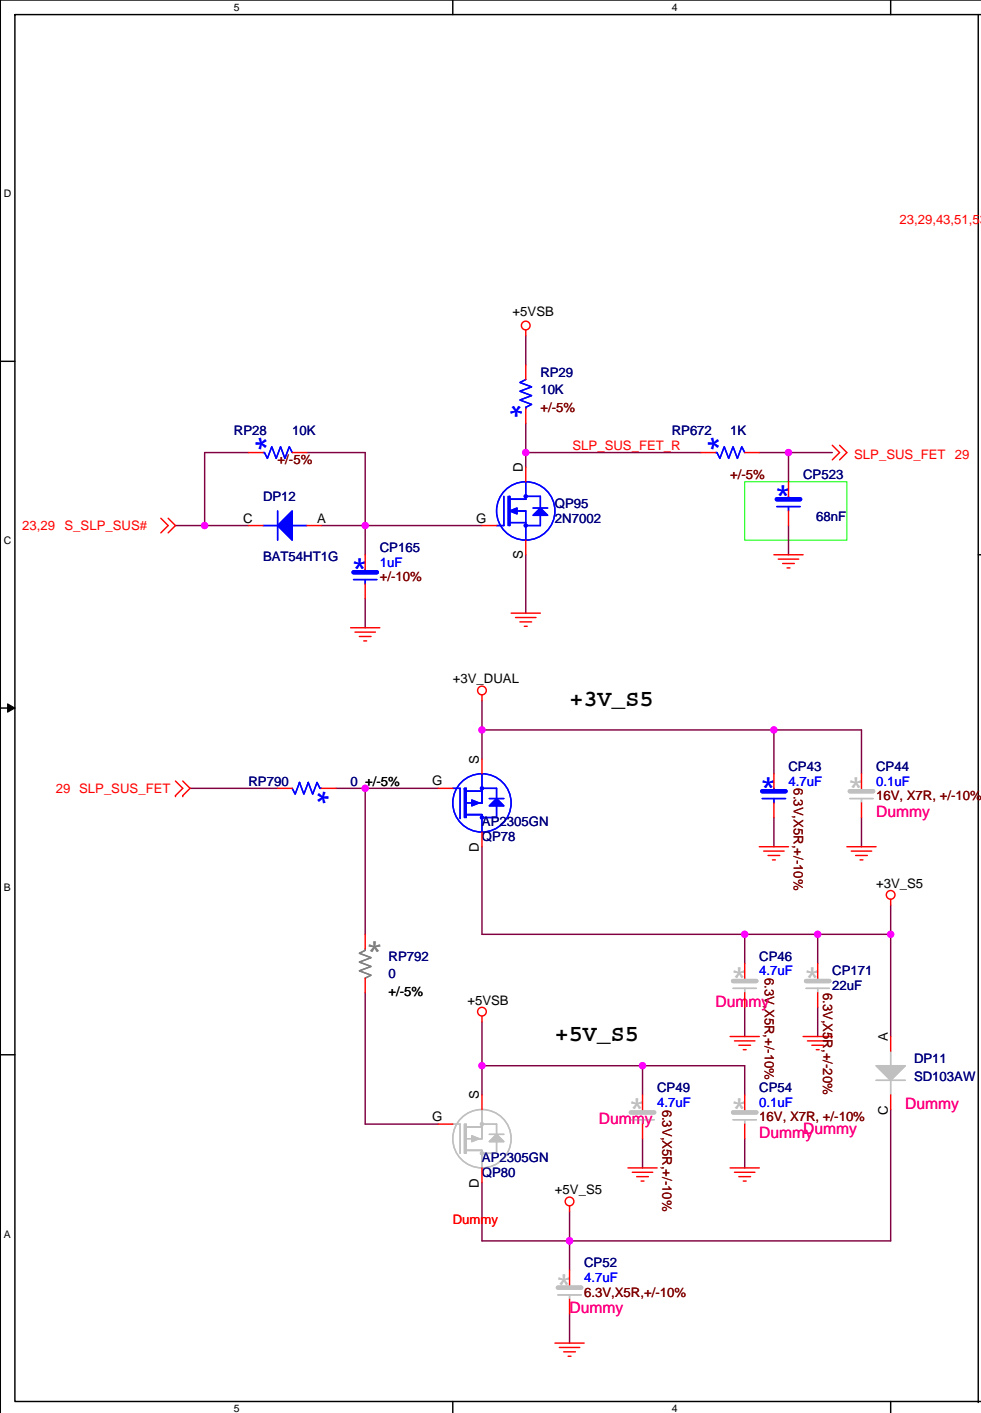 5
4
D
23,29,43,51,5
+5VSB
RP29
10K
+/-5%
RP28
10K
+/-5%
SLP_SUS_FET_R
RP672
1K
+/-5%
SLP_SUS_FET 29
CP523
68nF
D
DP12
C
A
BAT54HT1G
23,29 S_SLP_SUS#
G
QP95
2N7002
S
C
CP165
1uF
+/-10%
+3V_DUAL
+3V_S5
S
29 SLP_SUS_FET
RP790
0 +/-5%
G
AP2305GN
QP78
D
CP43
4.7uF
6.3V,X5R,+/-10%
CP44
0.1uF
16V, X7R, +/-10%
Dummy
B
+3V_S5
RP792
0
+/-5%
CP46
4.7uF
6.3V,X5R,+/-10%
Dummy
CP171
22uF
6.3V,X5R,+/-20%
Dummy
+5VSB
+5V_S5
A
DP11
SD103AW
Dummy
C
S
G
AP2305GN
QP80
D
Dummy
CP49
4.7uF
6.3V,X5R,+/-10%
Dummy
CP54
0.1uF
16V, X7R, +/-10%
Dummy
+5V_S5
A
CP52
4.7uF
6.3V,X5R,+/-10%
Dummy
5
4